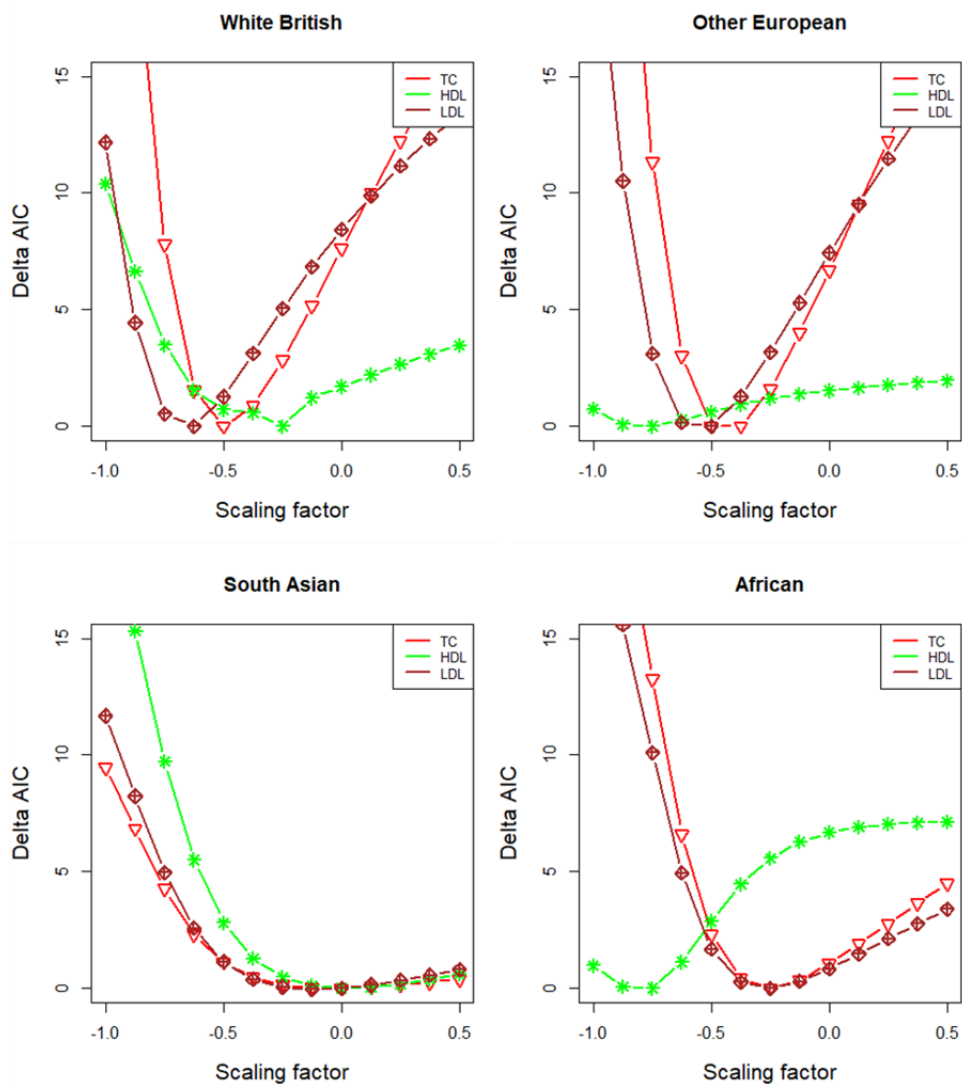 White British
TC
HDL
LDL
15
10
5
0
Delta AIC
-1.0
-0.5
0.0
0.5
Scaling factor
Other European
TC
HDL
LDL
15
10
5
0
Delta AIC
-1.0
-0.5
0.0
0.5
Scaling factor
South Asian
TC
HDL
LDL
15
10
5
0
Delta AIC
-1.0
-0.5
0.0
0.5
Scaling factor
African
TC
HDL
LDL
15
10
5
0
Delta AIC
-1.0
-0.5
0.0
0.5
Scaling factor